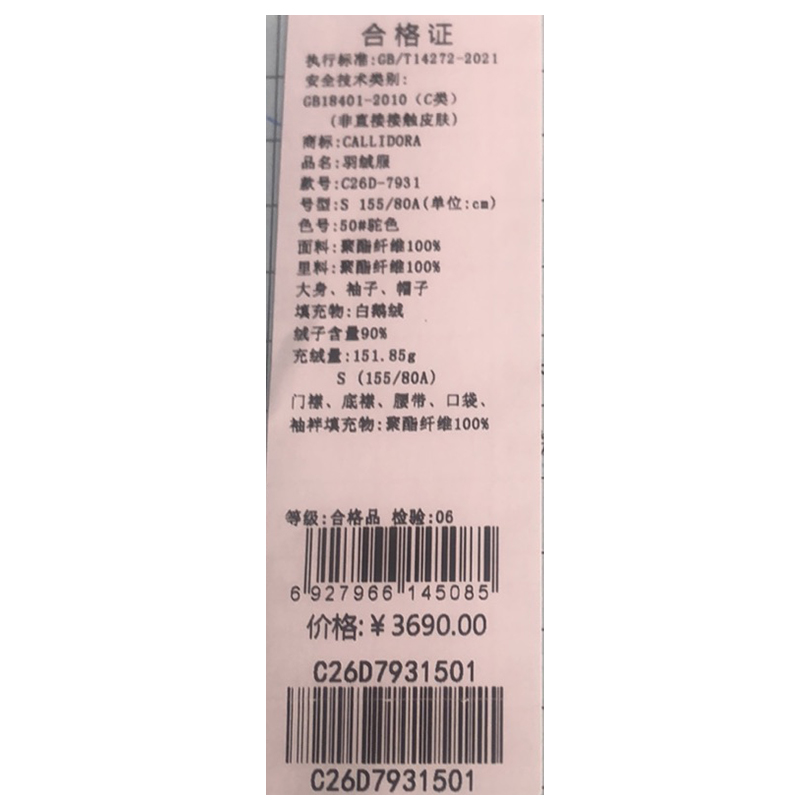 合格证
执行标准:GB/T14272-2021
安全技术类别:
GB18401-2010（C类）
（非直接接触皮肤）
商标:CALLIDORA
品名:羽绒服
款号:C26D-7931
号型:S 155/80A(单位:cm)
色号:50#驼色
面料:聚酯纤维100%
里料:聚酯纤维100%
大身、袖子、帽子
填充物:白鹅绒
绒子含量90%
充绒量:151.85g
S (155/80A)
门襟、底襟、腰带、口袋、
袖袢填充物:聚酯纤维100%
等级:合格品 检验:06
6 927966 145085
价格:¥3690.00
C26D7931501
C26D7931501